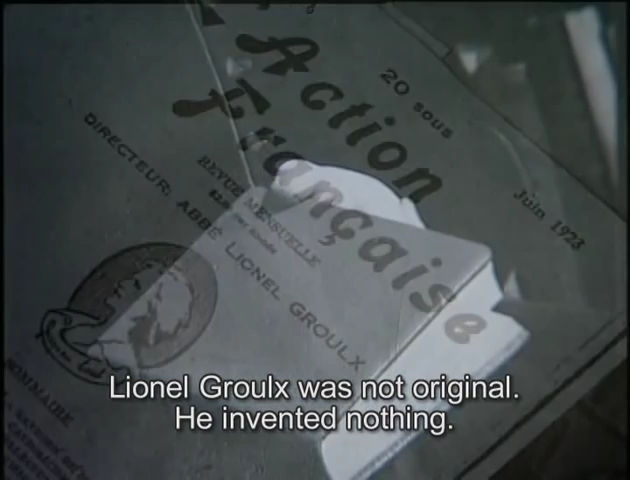 20 sous
Action
Française
Juin 1923
REVUE MENSUELLE
DIRECTEUR: ABBÉ LIONEL GROULX
SOMMAIRE
Lionel Groulx was not original.
He invented nothing.